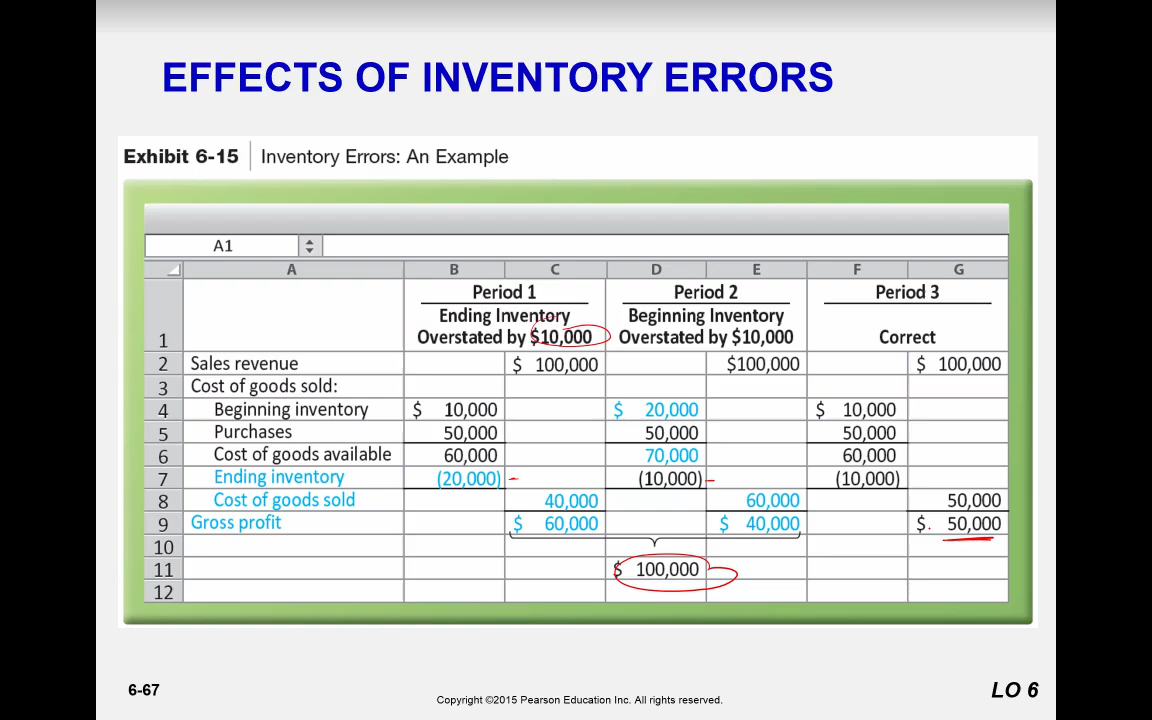 EFFECTS OF INVENTORY ERRORS
Exhibit 6-15 Inventory Errors: An Example
A1
A B C D E F G
Period 1 Period 2 Period 3
Ending Inventory Beginning Inventory
1 Overstated by $10,000 Overstated by $10,000 Correct
2 Sales revenue $ 100,000 $100,000 $ 100,000
3 Cost of goods sold:
4 Beginning inventory $ 10,000 $ 20,000 $ 10,000
5 Purchases 50,000 50,000 50,000
6 Cost of goods available 60,000 70,000 60,000
7 Ending inventory (20,000) (10,000) (10,000)
8 Cost of goods sold 40,000 60,000 50,000
9 Gross profit $ 60,000 $ 40,000 $ 50,000
10
11 $ 100,000
12
6-67
Copyright ©2015 Pearson Education Inc. All rights reserved.
LO 6